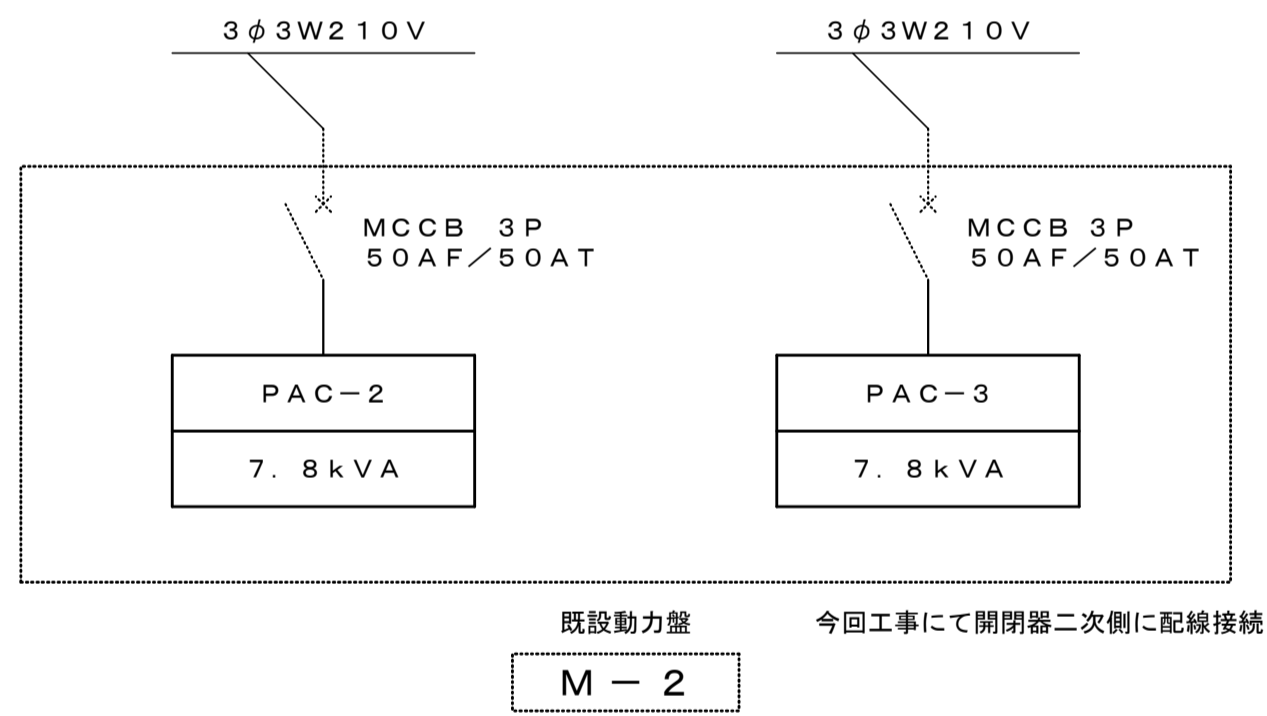 3φ3W210V
3φ3W210V
MCCB 3P
50AF/50AT
MCCB 3P
50AF/50AT
PAC-2
7.8kVA
PAC-3
7.8kVA
既設動力盤
今回工事にて開閉器二次側に配線接続
M-2